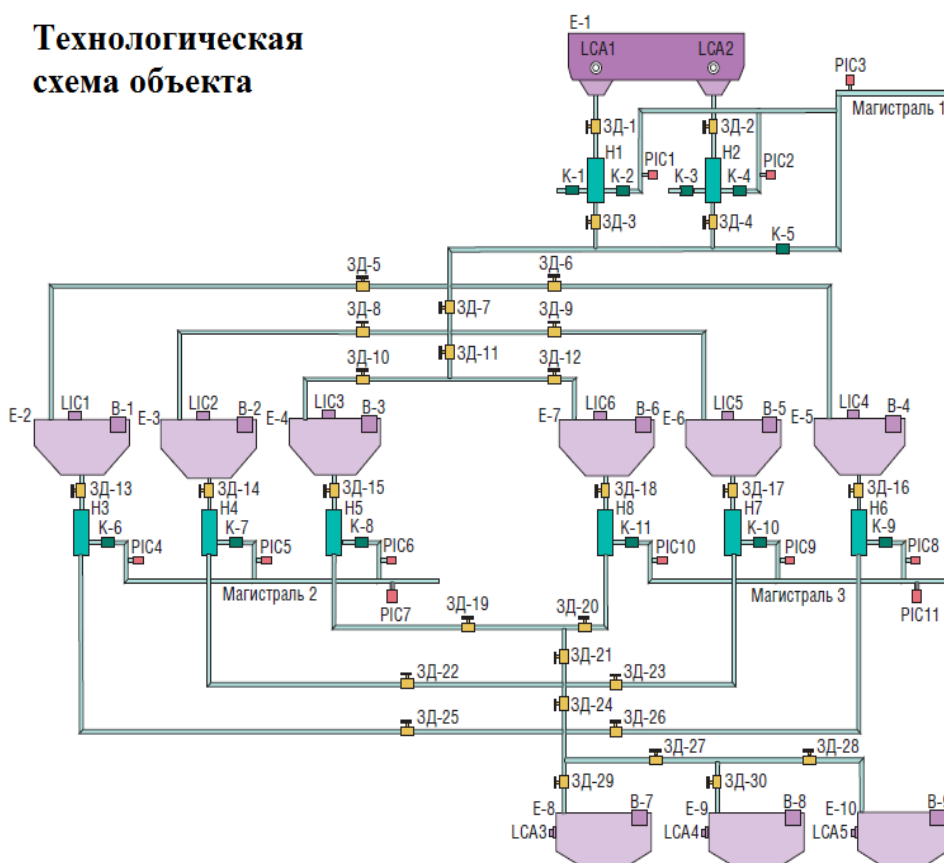 Технологическая
схема объекта
Е-1
LCA1 LCA2
PIC3
Магистраль 1
ЗД-1 ЗД-2
Н1 Н2
PIC1 PIC2
К-1 К-2 К-3 К-4
ЗД-3 ЗД-4
К-5
ЗД-5 ЗД-6
ЗД-7
ЗД-8 ЗД-9
ЗД-11
ЗД-10 ЗД-12
Е-2 LIC1 В-1 Е-3 LIC2 В-2 Е-4 LIC3 В-3 Е-7 LIC6 В-6 Е-6 LIC5 В-5 Е-5 LIC4 В-4
ЗД-13 ЗД-14 ЗД-15 ЗД-18 ЗД-17 ЗД-16
Н3 Н4 Н5 Н8 Н7 Н6
К-6 К-7 К-8 К-11 К-10 К-9
PIC4 PIC5 PIC6 PIC10 PIC9 PIC8
Магистраль 2 Магистраль 3
PIC7 PIC11
ЗД-19 ЗД-20
ЗД-21
ЗД-22 ЗД-23
ЗД-24
ЗД-25 ЗД-26
ЗД-27 ЗД-28
ЗД-29 ЗД-30
Е-8 В-7 Е-9 В-8 Е-10 В-9
LCA3 LCA4 LCA5